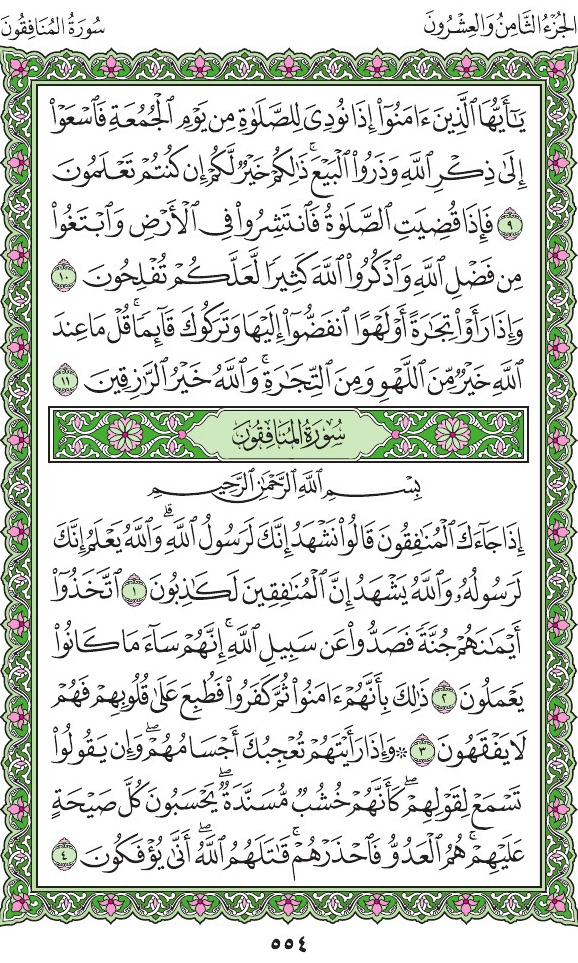 الجُزْءُ الثَّامِنُ وَالعِشْرُونَ
سُورَةُ المُنَافِقُونَ
يَٰٓأَيُّهَا ٱلَّذِينَ ءَامَنُوٓاْ إِذَا نُودِيَ لِلصَّلَوٰةِ مِن يَوْمِ ٱلْجُمُعَةِ فَٱسْعَوْاْ
إِلَىٰ ذِكْرِ ٱللَّهِ وَذَرُواْ ٱلْبَيْعَ ۚ ذَٰلِكُمْ خَيْرٌ لَّكُمْ إِن كُنتُمْ تَعْلَمُونَ
٩ فَإِذَا قُضِيَتِ ٱلصَّلَوٰةُ فَٱنتَشِرُواْ فِي ٱلْأَرْضِ وَٱبْتَغُواْ
مِن فَضْلِ ٱللَّهِ وَٱذْكُرُواْ ٱللَّهَ كَثِيرًا لَّعَلَّكُمْ تُفْلِحُونَ ١٠
وَإِذَا رَأَوْاْ تِجَٰرَةً أَوْ لَهْوًا ٱنفَضُّوٓاْ إِلَيْهَا وَتَرَكُوكَ قَآئِمًا ۚ قُلْ مَا عِندَ
ٱللَّهِ خَيْرٌ مِّنَ ٱللَّهْوِ وَمِنَ ٱلتِّجَٰرَةِ ۚ وَٱللَّهُ خَيْرُ ٱلرَّٰزِقِينَ ١١
سُورَةُ المُنَافِقُونَ
بِسْمِ ٱللَّهِ ٱلرَّحْمَٰنِ ٱلرَّحِيمِ
إِذَا جَآءَكَ ٱلْمُنَٰفِقُونَ قَالُواْ نَشْهَدُ إِنَّكَ لَرَسُولُ ٱللَّهِ ۗ وَٱللَّهُ يَعْلَمُ إِنَّكَ
لَرَسُولُهُۥ وَٱللَّهُ يَشْهَدُ إِنَّ ٱلْمُنَٰفِقِينَ لَكَٰذِبُونَ ١ ٱتَّخَذُوٓاْ
أَيْمَٰنَهُمْ جُنَّةً فَصَدُّواْ عَن سَبِيلِ ٱللَّهِ ۚ إِنَّهُمْ سَآءَ مَا كَانُواْ
يَعْمَلُونَ ٢ ذَٰلِكَ بِأَنَّهُمْ ءَامَنُواْ ثُمَّ كَفَرُواْ فَطُبِعَ عَلَىٰ قُلُوبِهِمْ فَهُمْ
لَا يَفْقَهُونَ ٣ ۞ وَإِذَا رَأَيْتَهُمْ تُعْجِبُكَ أَجْسَامُهُمْ ۖ وَإِن يَقُولُواْ
تَسْمَعْ لِقَوْلِهِمْ ۖ كَأَنَّهُمْ خُشُبٌ مُّسَنَّدَةٌ ۖ يَحْسَبُونَ كُلَّ صَيْحَةٍ
عَلَيْهِمْ ۚ هُمُ ٱلْعَدُوُّ فَٱحْذَرْهُمْ ۚ قَٰتَلَهُمُ ٱللَّهُ ۖ أَنَّىٰ يُؤْفَكُونَ ٤
٥٥٤